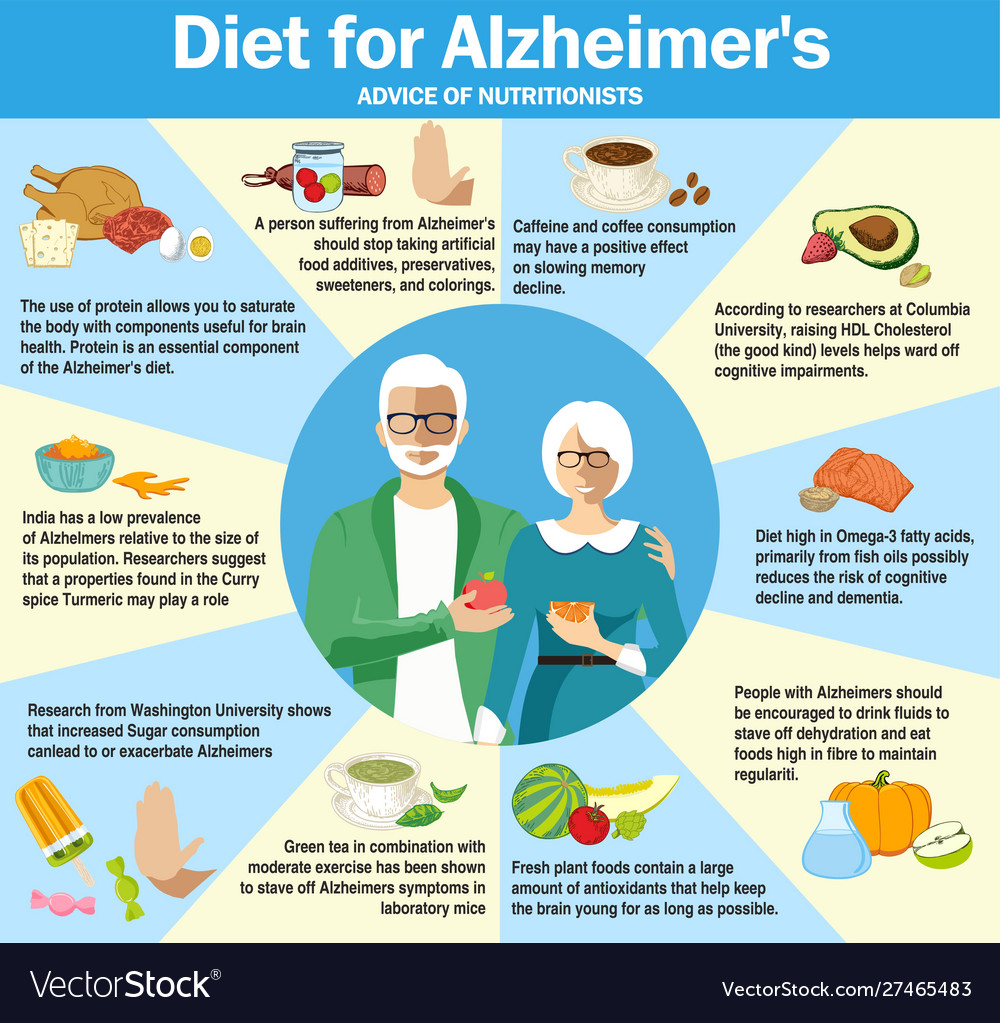 Diet for Alzheimer's
ADVICE OF NUTRITIONISTS
The use of protein allows you to saturate
the body with components useful for brain
health. Protein is an essential component
of the Alzheimer's diet.
A person suffering from Alzheimer's
should stop taking artificial
food additives, preservatives,
sweeteners, and colorings.
Caffeine and coffee consumption
may have a positive effect
on slowing memory
decline.
According to researchers at Columbia
University, raising HDL Cholesterol
(the good kind) levels helps ward off
cognitive impairments.
India has a low prevalence
of Alzhelmers relative to the size of
its population. Researchers suggest
that a properties found in the Curry
spice Turmeric may play a role
Diet high in Omega-3 fatty acids,
primarily from fish oils possibly
reduces the risk of cognitive
decline and dementia.
Research from Washington University shows
that increased Sugar consumption
canlead to or exacerbate Alzheimers
Green tea in combination with
moderate exercise has been shown
to stave off Alzheimers symptoms in
laboratory mice
Fresh plant foods contain a large
amount of antioxidants that help keep
the brain young for as long as possible.
People with Alzheimers should
be encouraged to drink fluids to
stave off dehydration and eat
foods high in fibre to maintain
regulariti.
VectorStock®
VectorStock.com/27465483